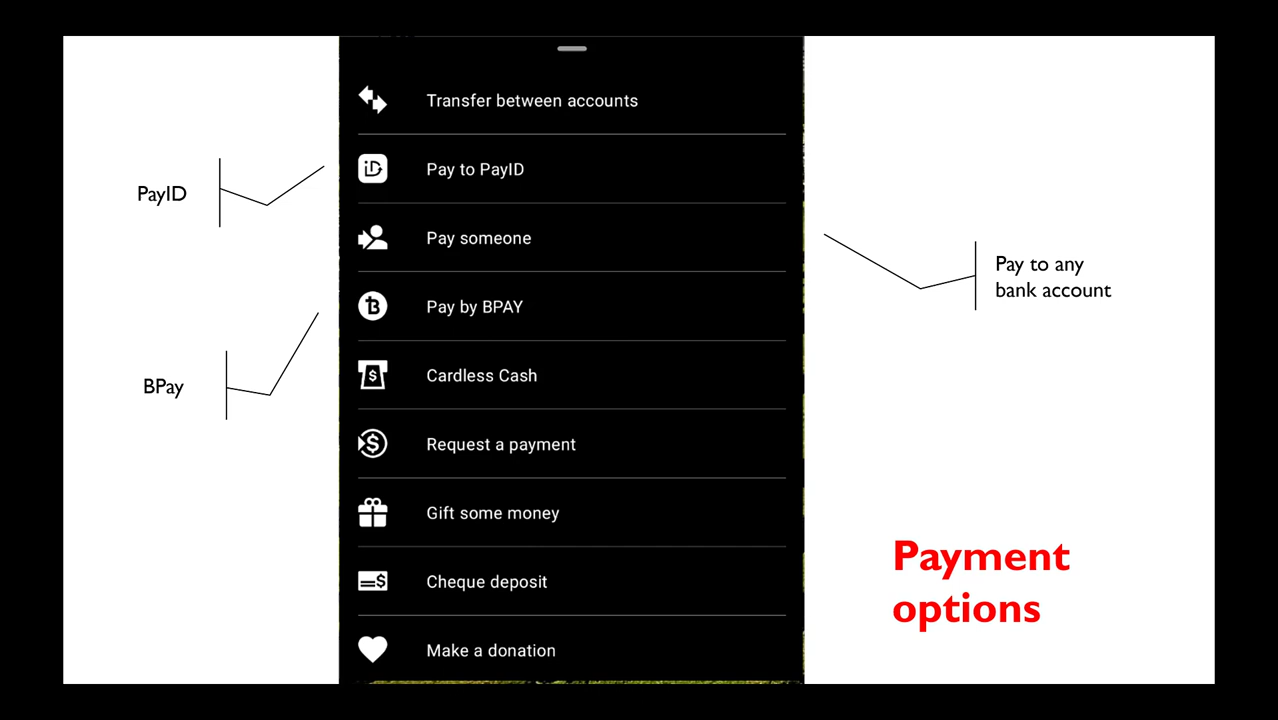 Transfer between accounts
Pay to PayID
PayID
Pay someone
Pay to any
bank account
Pay by BPAY
Cardless Cash
BPay
Request a payment
Gift some money
Payment
options
Cheque deposit
Make a donation